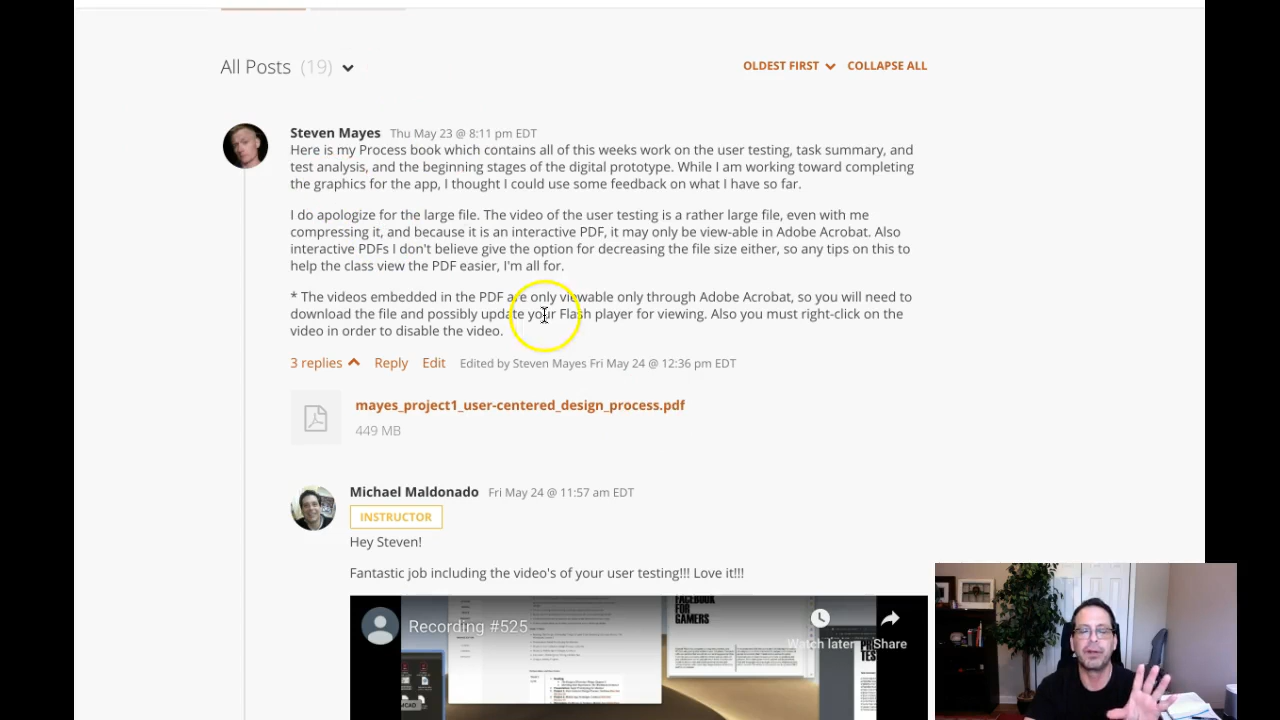 All Posts (19)
OLDEST FIRST COLLAPSE ALL
Steven Mayes Thu May 23 @ 8:11 pm EDT
Here is my Process book which contains all of this weeks work on the user testing, task summary, and
test analysis, and the beginning stages of the digital prototype. While I am working toward completing
the graphics for the app, I thought I could use some feedback on what I have so far.
I do apologize for the large file. The video of the user testing is a rather large file, even with me
compressing it, and because it is an interactive PDF, it may only be view-able in Adobe Acrobat. Also
interactive PDFs I don't believe give the option for decreasing the file size either, so any tips on this to
help the class view the PDF easier, I'm all for.
* The videos embedded in the PDF are only viewable only through Adobe Acrobat, so you will need to
download the file and possibly update your Flash player for viewing. Also you must right-click on the
video in order to disable the video.
3 replies Reply Edit Edited by Steven Mayes Fri May 24 @ 12:36 pm EDT
mayes_project1_user-centered_design_process.pdf
449 MB
Michael Maldonado Fri May 24 @ 11:57 am EDT
INSTRUCTOR
Hey Steven!
Fantastic job including the video's of your user testing!!! Love it!!!
Recording #525
FACEBOOK
FOR
GAMERS
Watch later Share
MCAD